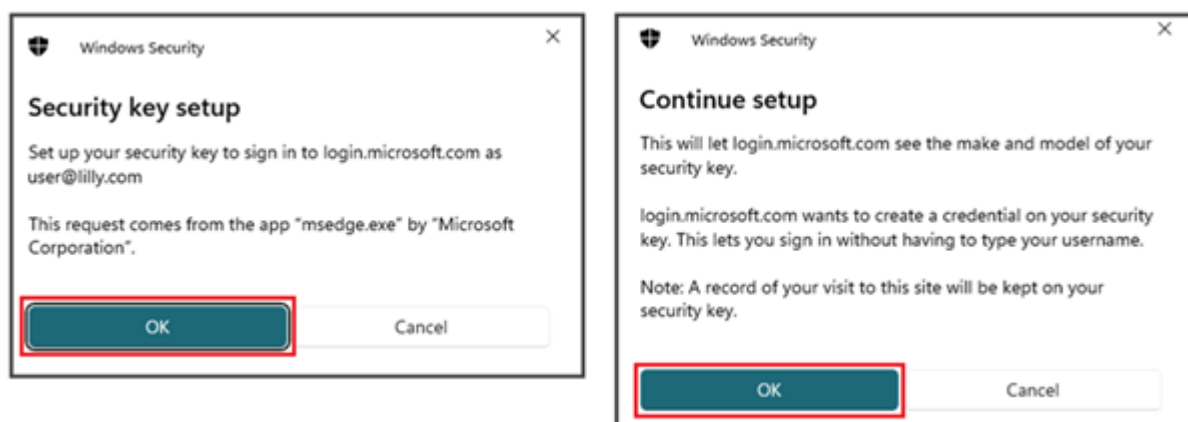 Windows Security
Security key setup
Set up your security key to sign in to login.microsoft.com as
user@lilly.com
This request comes from the app “msedge.exe” by “Microsoft
Corporation”.
OK
Cancel
Windows Security
Continue setup
This will let login.microsoft.com see the make and model of your
security key.
login.microsoft.com wants to create a credential on your security
key. This lets you sign in without having to type your username.
Note: A record of your visit to this site will be kept on your
security key.
OK
Cancel